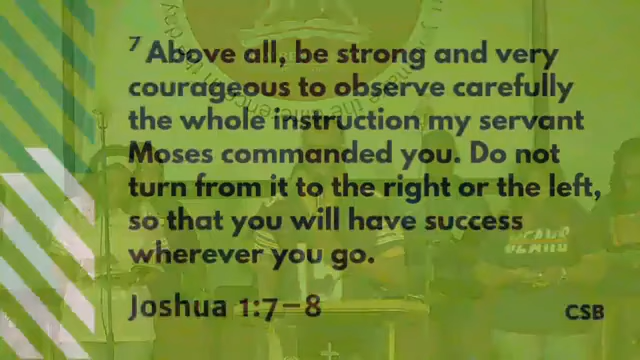 7 Above all, be strong and very
courageous to observe carefully
the whole instruction my servant
Moses commanded you. Do not
turn from it to the right or the left,
so that you will have success
wherever you go.
Joshua 1:7–8 CSB